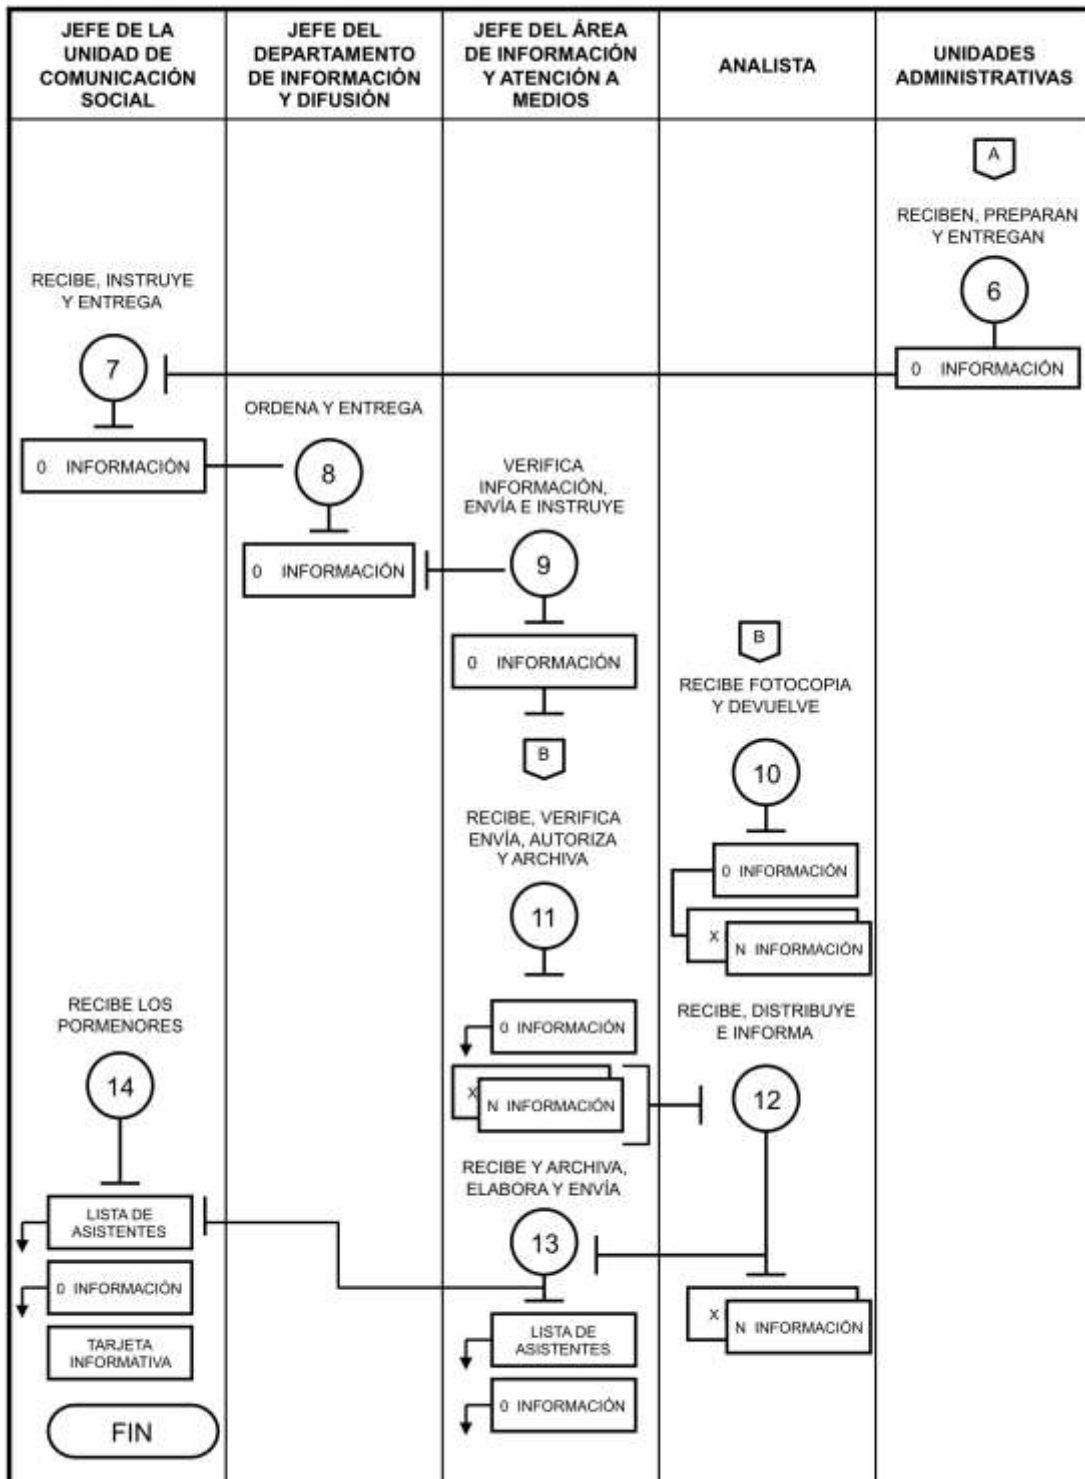 JEFE DE LA
UNIDAD DE
COMUNICACIÓN
SOCIAL
JEFE DEL
DEPARTAMENTO
DE INFORMACIÓN
Y DIFUSIÓN
JEFE DEL ÁREA
DE INFORMACIÓN
Y ATENCIÓN A
MEDIOS
ANALISTA
UNIDADES
ADMINISTRATIVAS
A
RECIBEN, PREPARAN
Y ENTREGAN
6
0 INFORMACIÓN
RECIBE, INSTRUYE
Y ENTREGA
7
0 INFORMACIÓN
ORDENA Y ENTREGA
8
0 INFORMACIÓN
VERIFICA
INFORMACIÓN,
ENVÍA E INSTRUYE
9
0 INFORMACIÓN
B
B
RECIBE FOTOCOPIA
Y DEVUELVE
10
0 INFORMACIÓN
X
N INFORMACIÓN
RECIBE, VERIFICA
ENVÍA, AUTORIZA
Y ARCHIVA
11
0 INFORMACIÓN
X
N INFORMACIÓN
RECIBE, DISTRIBUYE
E INFORMA
12
X
N INFORMACIÓN
RECIBE Y ARCHIVA,
ELABORA Y ENVÍA
13
LISTA DE
ASISTENTES
0 INFORMACIÓN
RECIBE LOS
PORMENORES
14
LISTA DE
ASISTENTES
0 INFORMACIÓN
TARJETA
INFORMATIVA
FIN